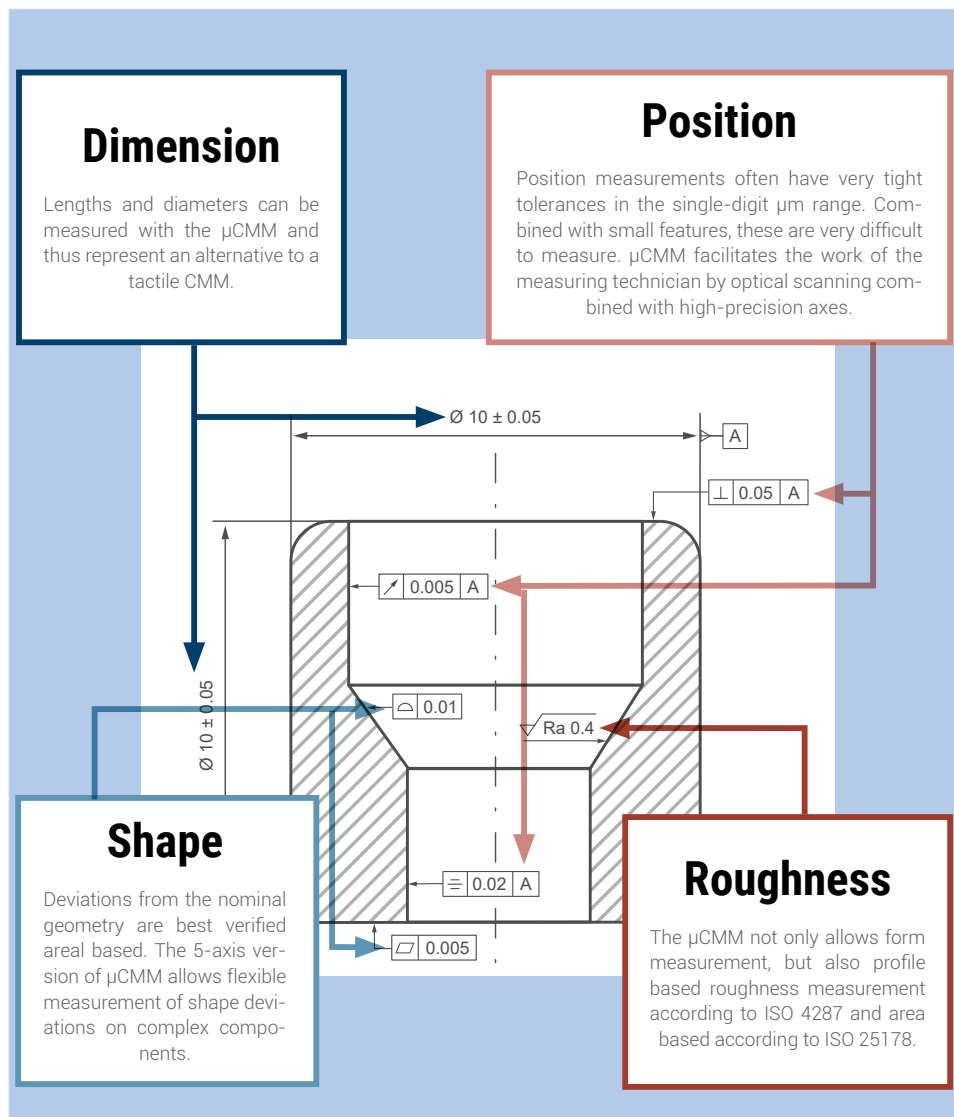 Dimension
Lengths and diameters can be
measured with the µCMM and
thus represent an alternative to a
tactile CMM.
Position
Position measurements often have very tight
tolerances in the single-digit µm range. Com-
bined with small features, these are very difficult
to measure. µCMM facilitates the work of the
measuring technician by optical scanning com-
bined with high-precision axes.
Ø 10 ± 0.05
A
⊥ 0.05 A
↗ 0.005 A
Ø 10 ± 0.05
⌓ 0.01
Ra 0.4
⌯ 0.02 A
⏥ 0.005
Shape
Deviations from the nominal
geometry are best verified
areal based. The 5-axis ver-
sion of µCMM allows flexible
measurement of shape devi-
ations on complex compo-
nents.
Roughness
The µCMM not only allows form
measurement, but also profile
based roughness measurement
according to ISO 4287 and area
based according to ISO 25178.